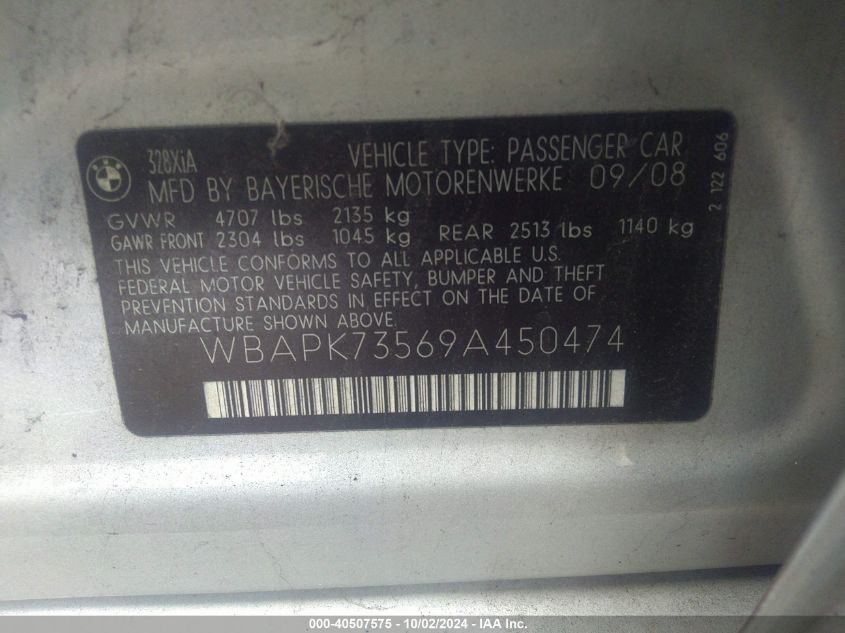 BMW
328XiA VEHICLE TYPE: PASSENGER CAR
MFD BY BAYERISCHE MOTORENWERKE 09/08
GVWR 4707 lbs 2135 kg
GAWR FRONT 2304 lbs 1045 kg REAR 2513 lbs 1140 kg
THIS VEHICLE CONFORMS TO ALL APPLICABLE U.S.
FEDERAL MOTOR VEHICLE SAFETY, BUMPER AND THEFT
PREVENTION STANDARDS IN EFFECT ON THE DATE OF
MANUFACTURE SHOWN ABOVE.
WBAPK73569A450474
2 122 606
000-40507575 - 10/02/2024 - IAA Inc.